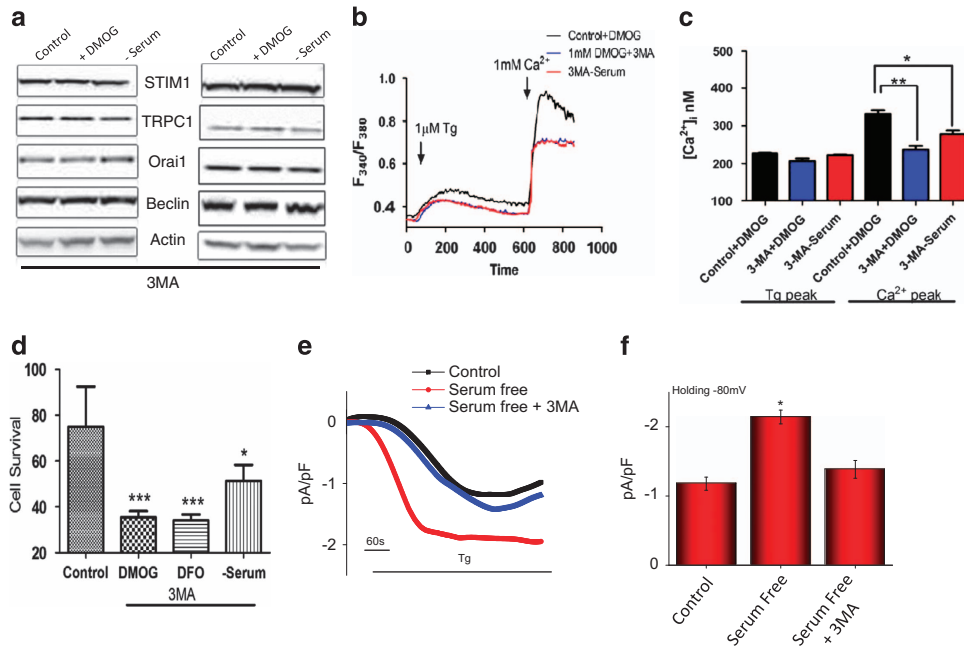 a
Control
+ DMOG
- Serum
Control
+ DMOG
- Serum
STIM1
TRPC1
Orai1
Beclin
Actin
3MA
b
Control+DMOG
1mM DMOG+3MA
3MA-Serum
1mM Ca²⁺
1µM Tg
F₃₄₀/F₃₈₀
1.0
0.8
0.6
0.4
0 200 400 600 800 1000
Time
c
[Ca²⁺]ᵢ nM
500
400
300
200
100
*
**
Control+DMOG
3-MA+DMOG
3-MA-Serum
Control+DMOG
3-MA+DMOG
3-MA-Serum
Tg peak
Ca²⁺ peak
d
Cell Survival
100
80
60
40
20
***
***
*
Control DMOG DFO -Serum
3MA
e
Control
Serum free
Serum free + 3MA
pA/pF
0
-1
-2
60s
Tg
f
Holding -80mV
pA/pF
-2
-1
0
*
Control
Serum Free
Serum Free
+ 3MA